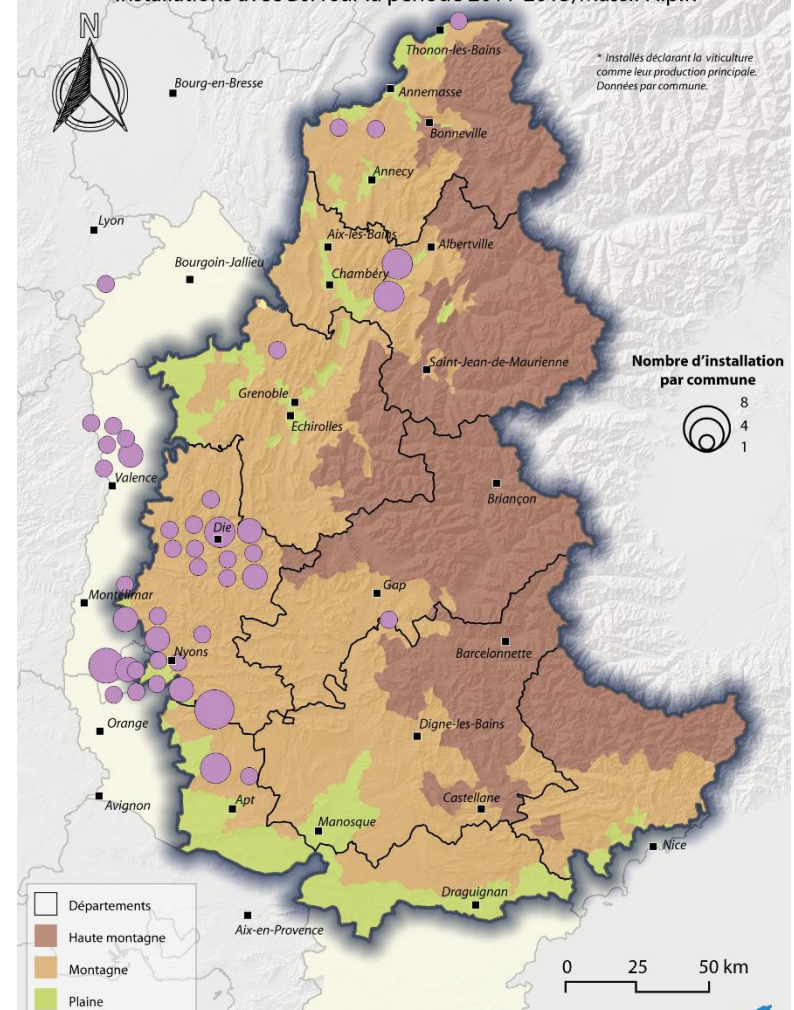 Thonon-les-Bains
* Installés déclarant la viticulture
comme leur production principale.
Données par commune.
Bourg-en-Bresse
Annemasse
Bonneville
Annecy
Lyon
Aix-les-Bains
Albertville
Bourgoin-Jallieu
Chambéry
Saint-Jean-de-Maurienne
Nombre d'installation
par commune
8
4
1
Grenoble
Echirolles
Valence
Briançon
Die
Gap
Montélimar
Barcelonnette
Nyons
Orange
Digne-les-Bains
Avignon
Apt
Castellane
Manosque
Nice
Draguignan
Aix-en-Provence
Départements
Haute montagne
Montagne
Plaine
0 25 50 km